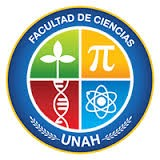 FACULTAD DE CIENCIAS
π
UNAH